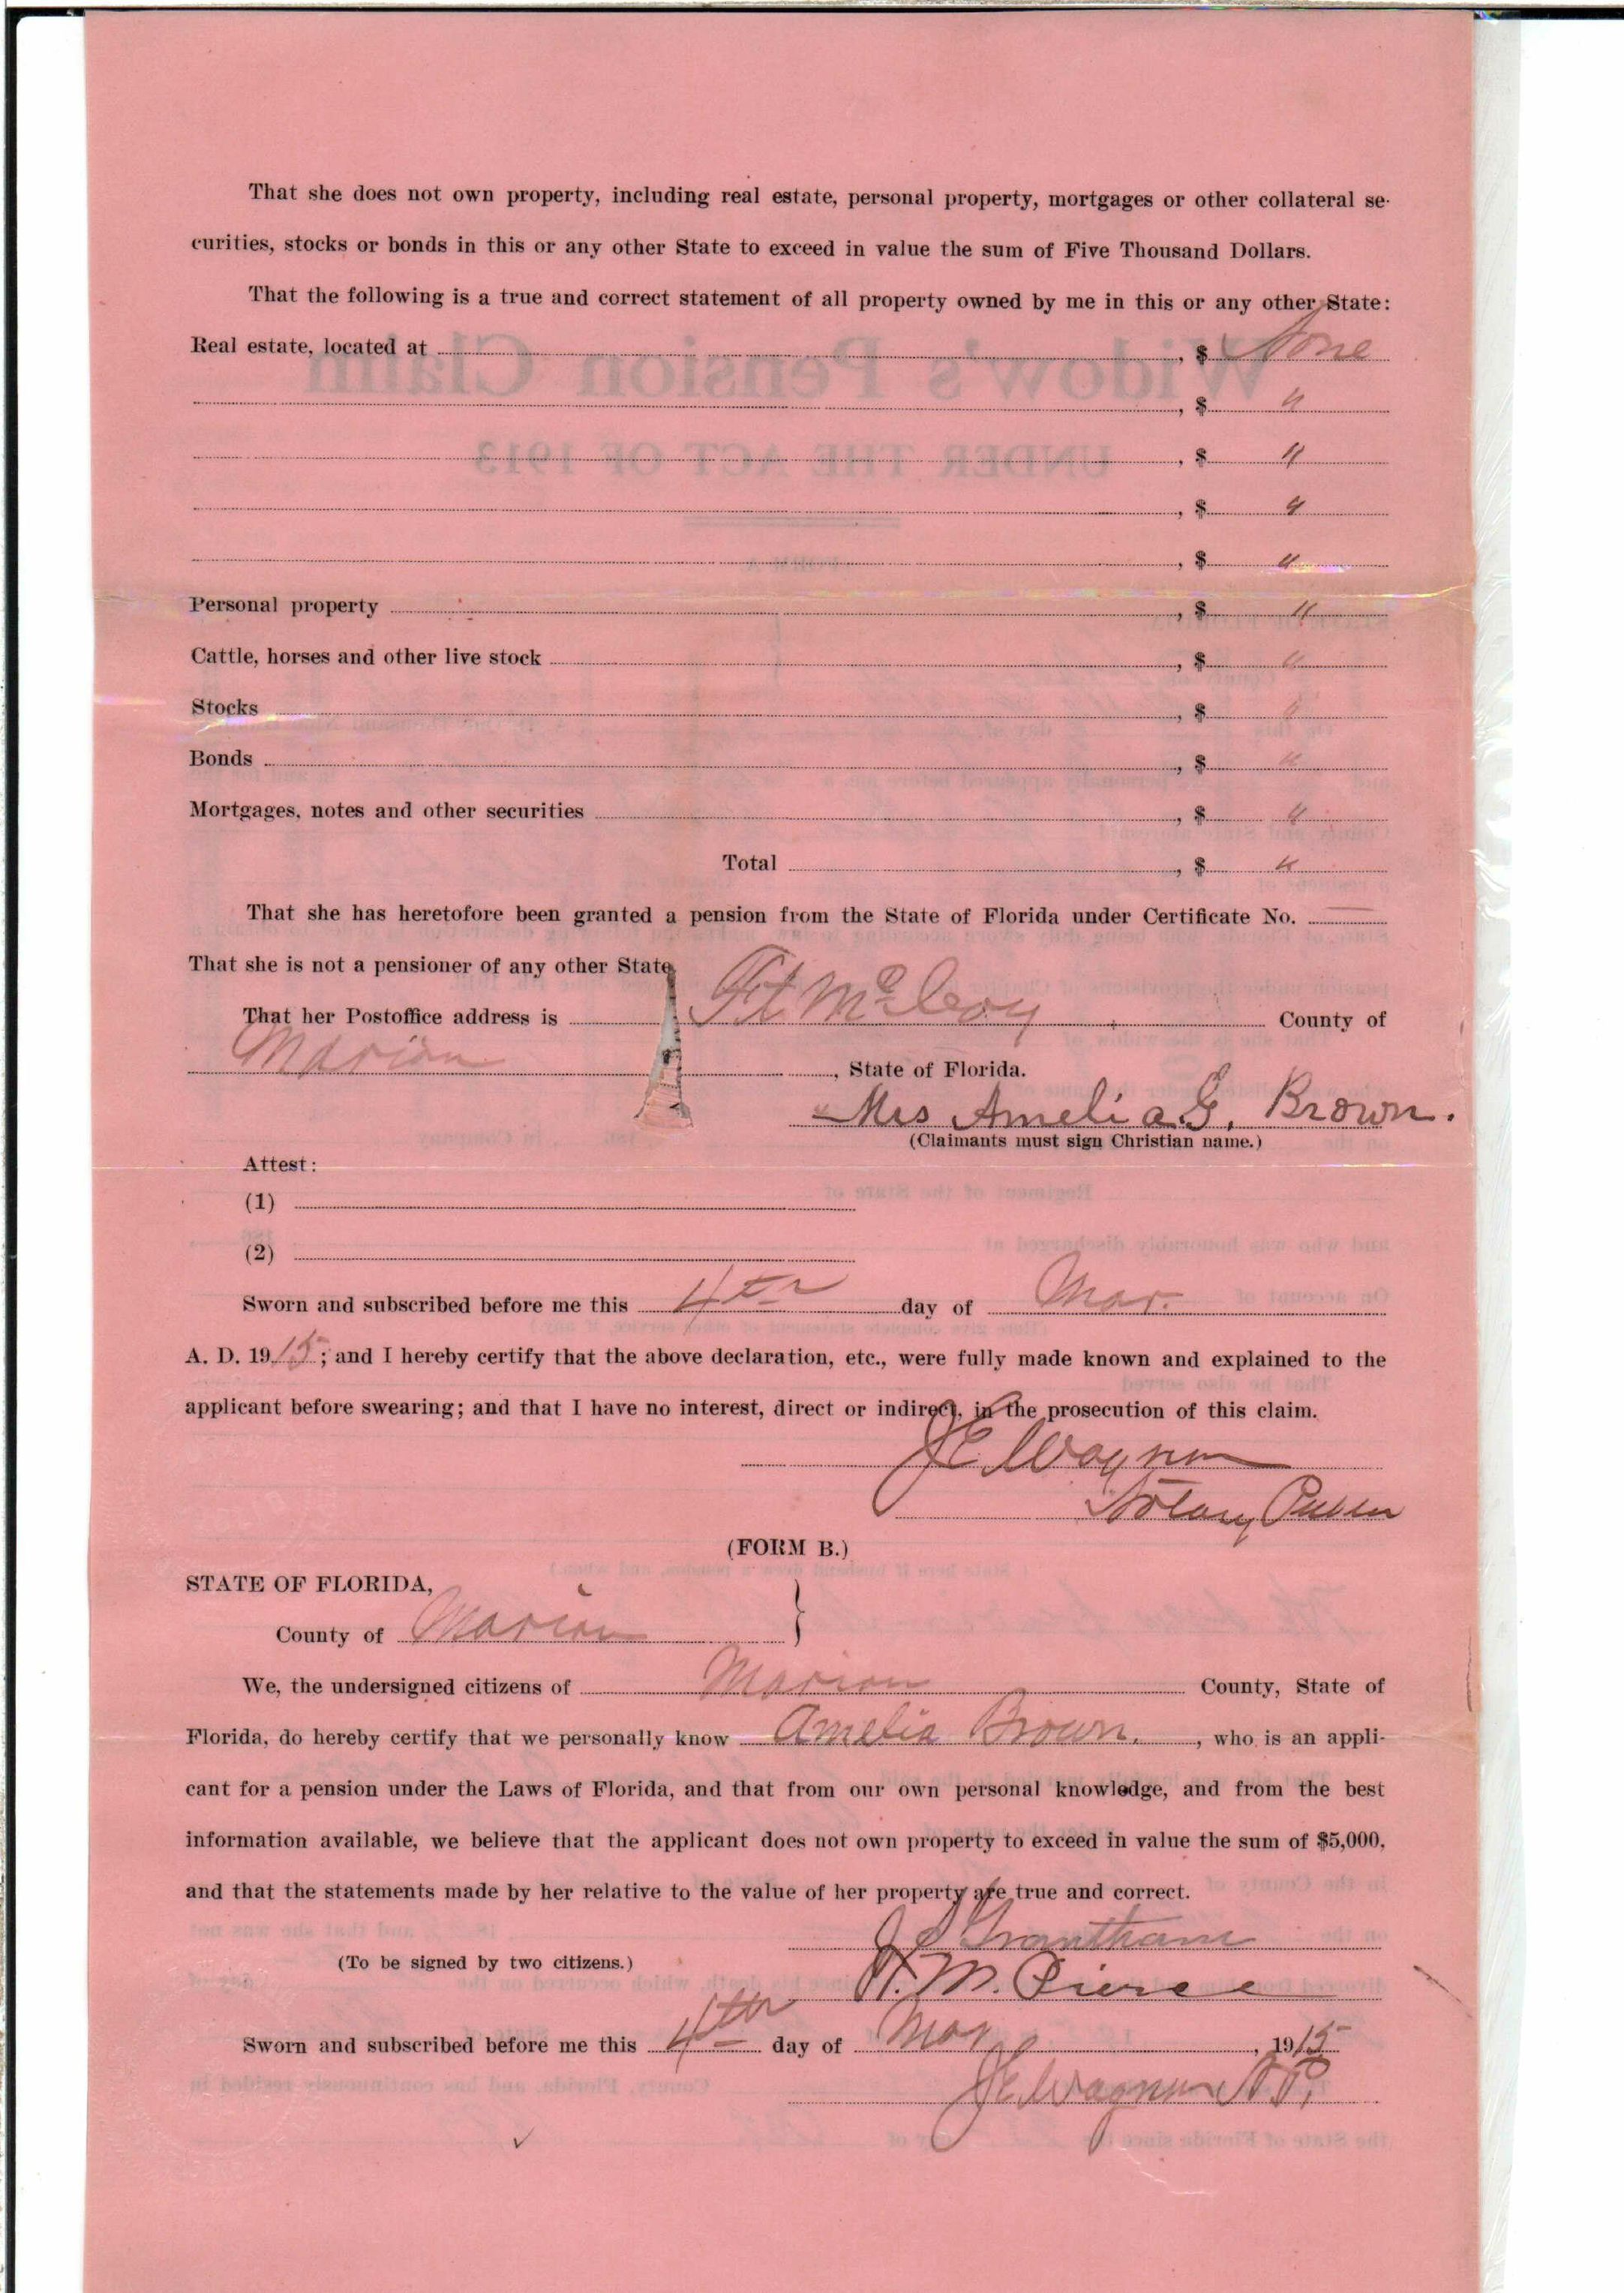 That she does not own property, including real estate, personal property, mortgages or other collateral se-
curities, stocks or bonds in this or any other State to exceed in value the sum of Five Thousand Dollars.
That the following is a true and correct statement of all property owned by me in this or any other State:
Real estate, located at , $ None
, $ "
, $ "
, $ "
, $ "
Personal property , $ "
Cattle, horses and other live stock , $ "
Stocks , $ "
Bonds , $ "
Mortgages, notes and other securities , $ "
Total , $ "
That she has heretofore been granted a pension from the State of Florida under Certificate No. —
That she is not a pensioner of any other State
That her Postoffice address is Ft McCoy County of
Marion , State of Florida.
Mrs Amelia G. Brown.
(Claimants must sign Christian name.)
Attest:
(1)
(2)
Sworn and subscribed before me this 4th day of Mar.
A. D. 1915; and I hereby certify that the above declaration, etc., were fully made known and explained to the
applicant before swearing; and that I have no interest, direct or indirect, in the prosecution of this claim.
Notary Public
(FORM B.)
STATE OF FLORIDA,
County of Marion }
We, the undersigned citizens of Marion County, State of
Florida, do hereby certify that we personally know Amelia Brown. , who is an appli-
cant for a pension under the Laws of Florida, and that from our own personal knowledge, and from the best
information available, we believe that the applicant does not own property to exceed in value the sum of $5,000,
and that the statements made by her relative to the value of her property are true and correct.
Grantham
(To be signed by two citizens.)
M. Pierce
Sworn and subscribed before me this 4th day of Mar , 1915
N.P.